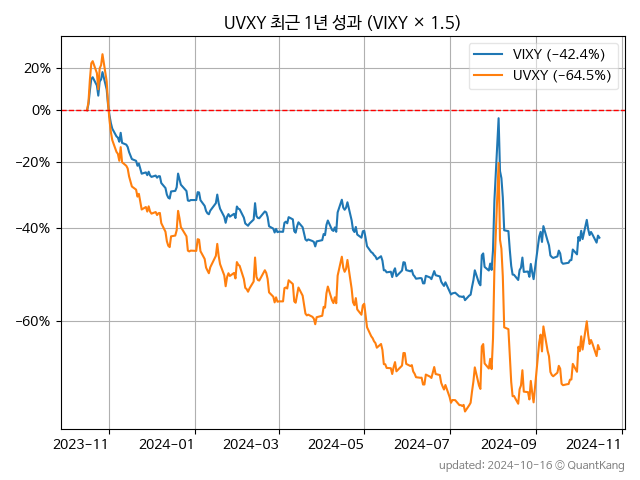 UVXY 최근 1년 성과 (VIXY × 1.5)
VIXY (−42.4%)
UVXY (−64.5%)
20%
0%
−20%
−40%
−60%
2023-11 2024-01 2024-03 2024-05 2024-07 2024-09 2024-11
updated: 2024-10-16 © QuantKang